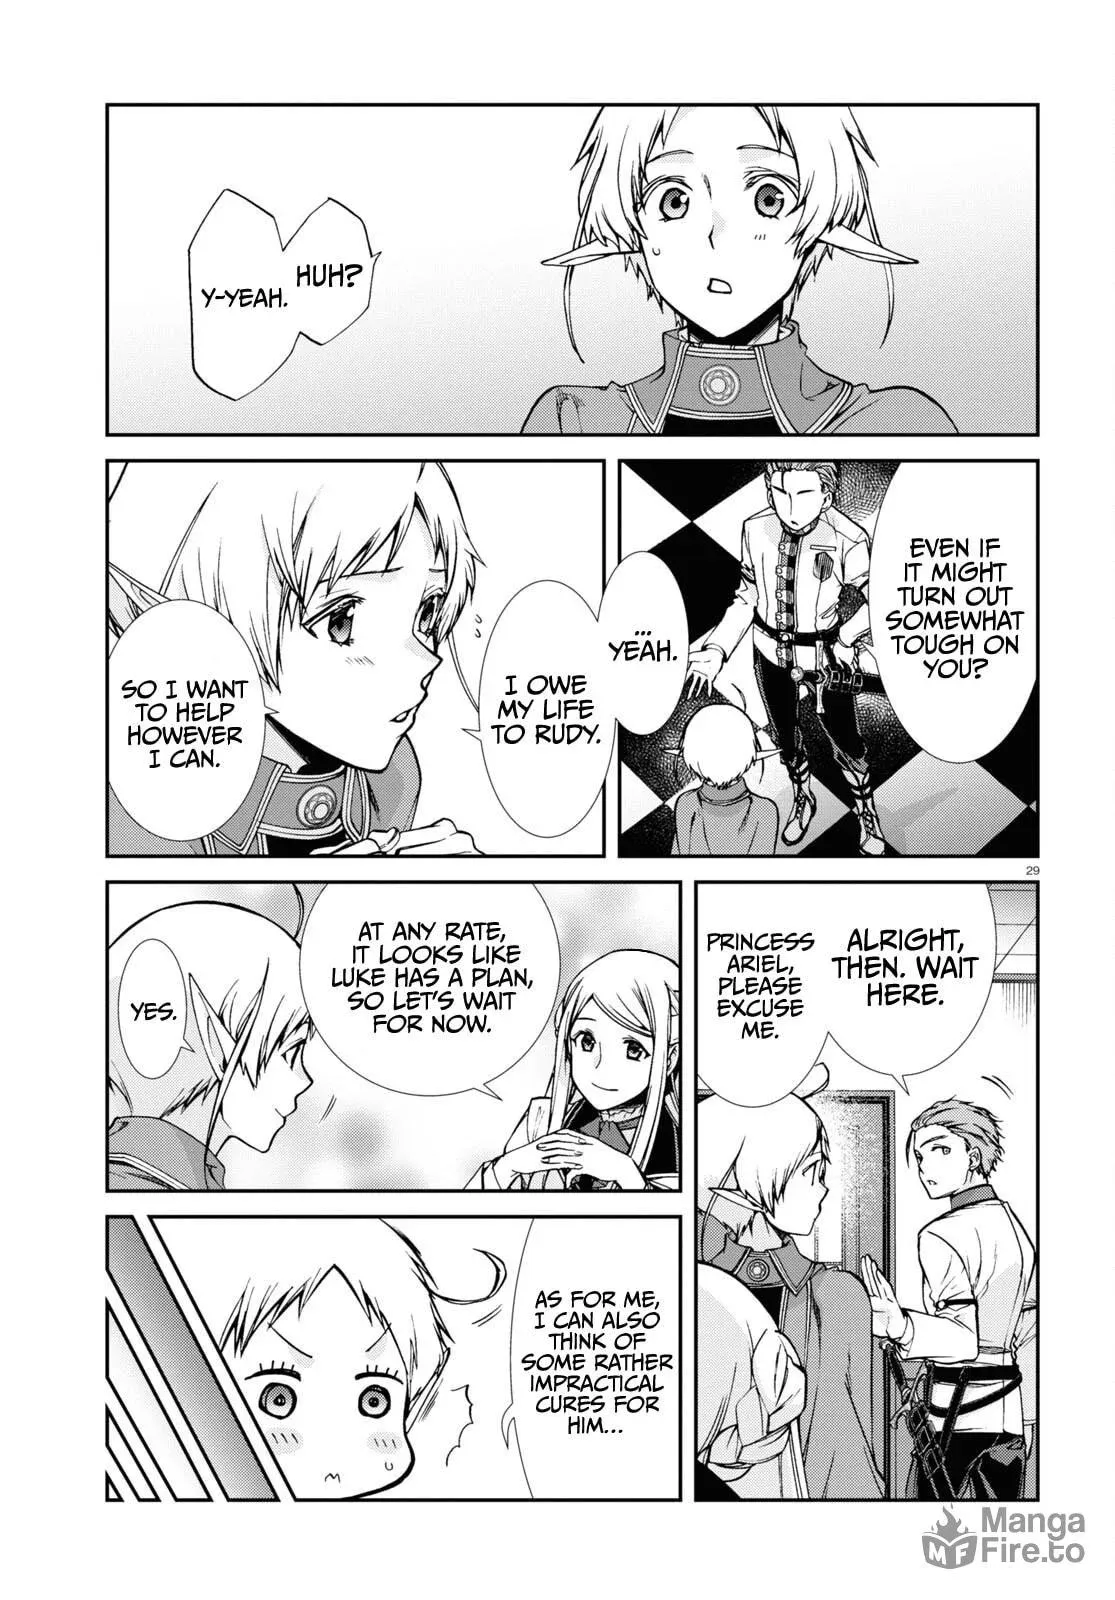 HUH?
Y-YEAH.
EVEN IF
IT MIGHT
TURN OUT
SOMEWHAT
TOUGH ON
YOU?
...
YEAH.
I OWE
MY LIFE
TO RUDY.
SO I WANT
TO HELP
HOWEVER
I CAN.
29
ALRIGHT,
THEN. WAIT
HERE.
PRINCESS
ARIEL,
PLEASE
EXCUSE
ME.
AT ANY RATE,
IT LOOKS LIKE
LUKE HAS A PLAN,
SO LET'S WAIT
FOR NOW.
YES.
AS FOR ME,
I CAN ALSO
THINK OF
SOME RATHER
IMPRACTICAL
CURES FOR
HIM...
MF
Manga
Fire.to